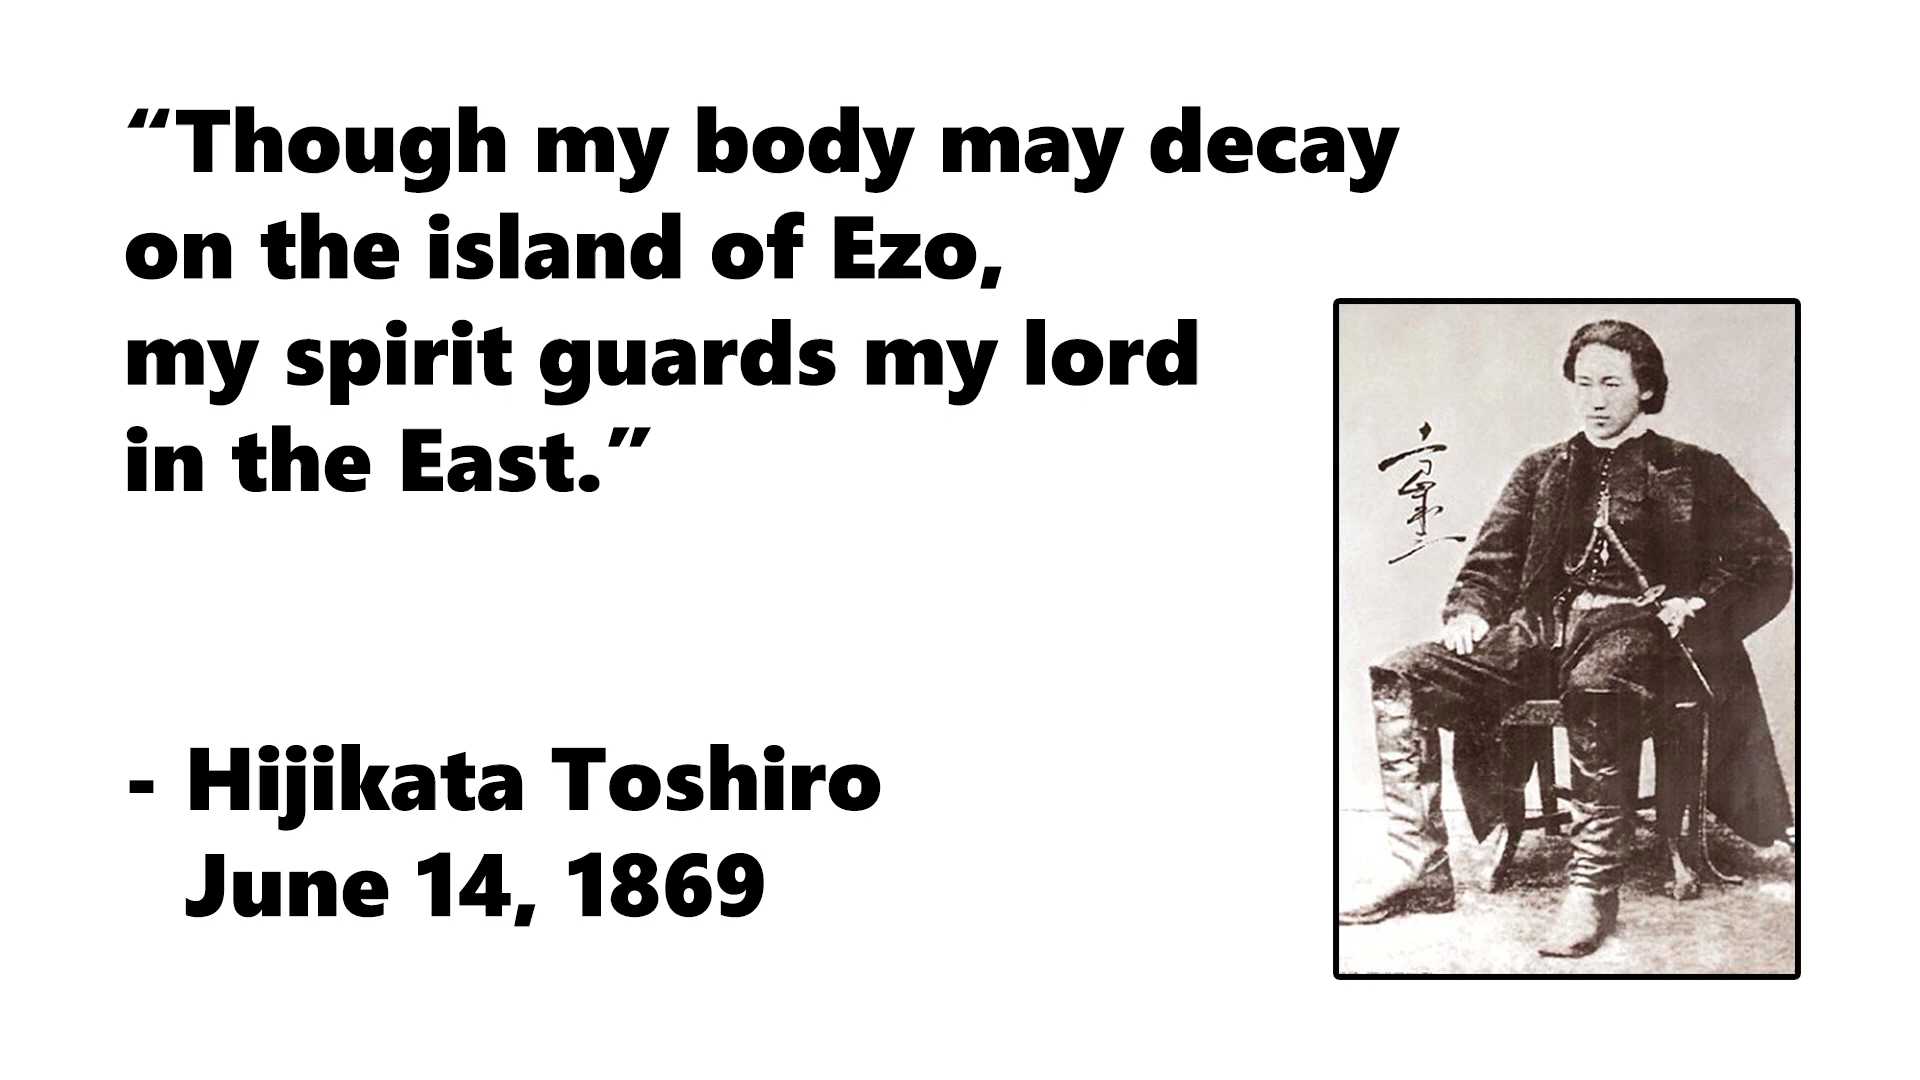 “Though my body may decay
on the island of Ezo,
my spirit guards my lord
in the East.”
- Hijikata Toshiro
June 14, 1869